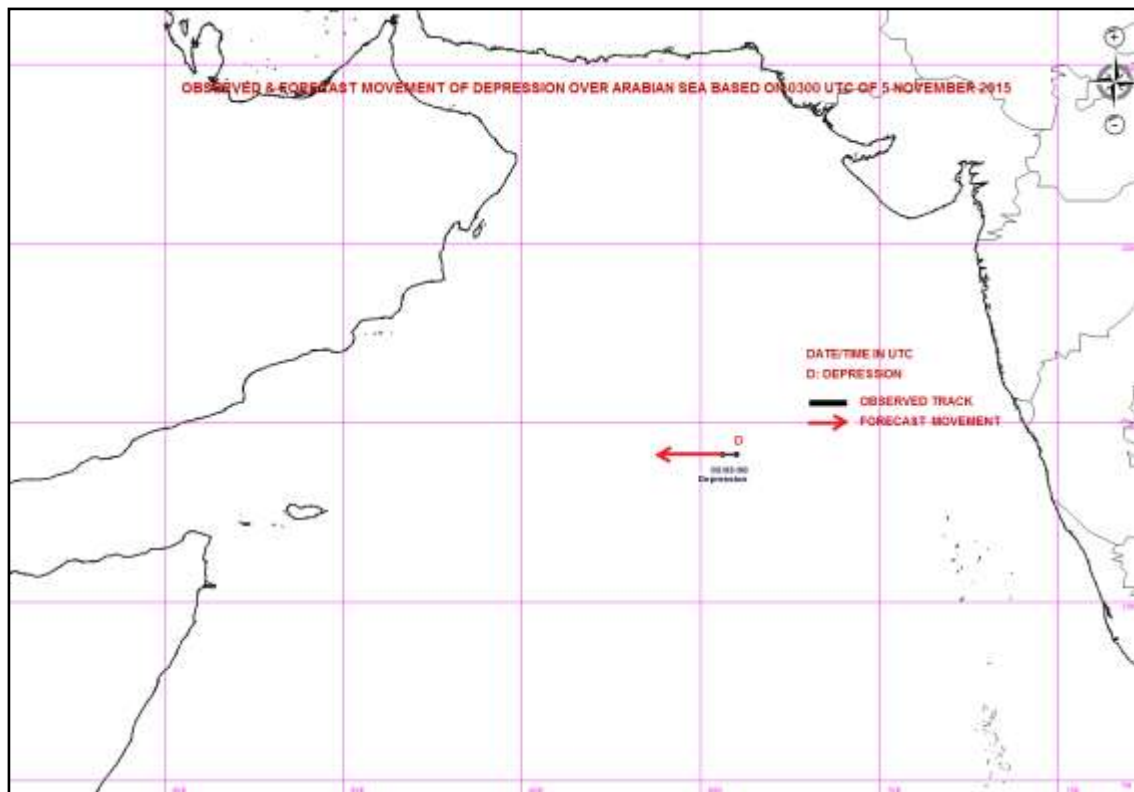 OBSERVED & FORECAST MOVEMENT OF DEPRESSION OVER ARABIAN SEA BASED ON 0300 UTC OF 5 NOVEMBER 2015
DATE/TIME IN UTC
D: DEPRESSION
OBSERVED TRACK
FORECAST MOVEMENT
D
Depression